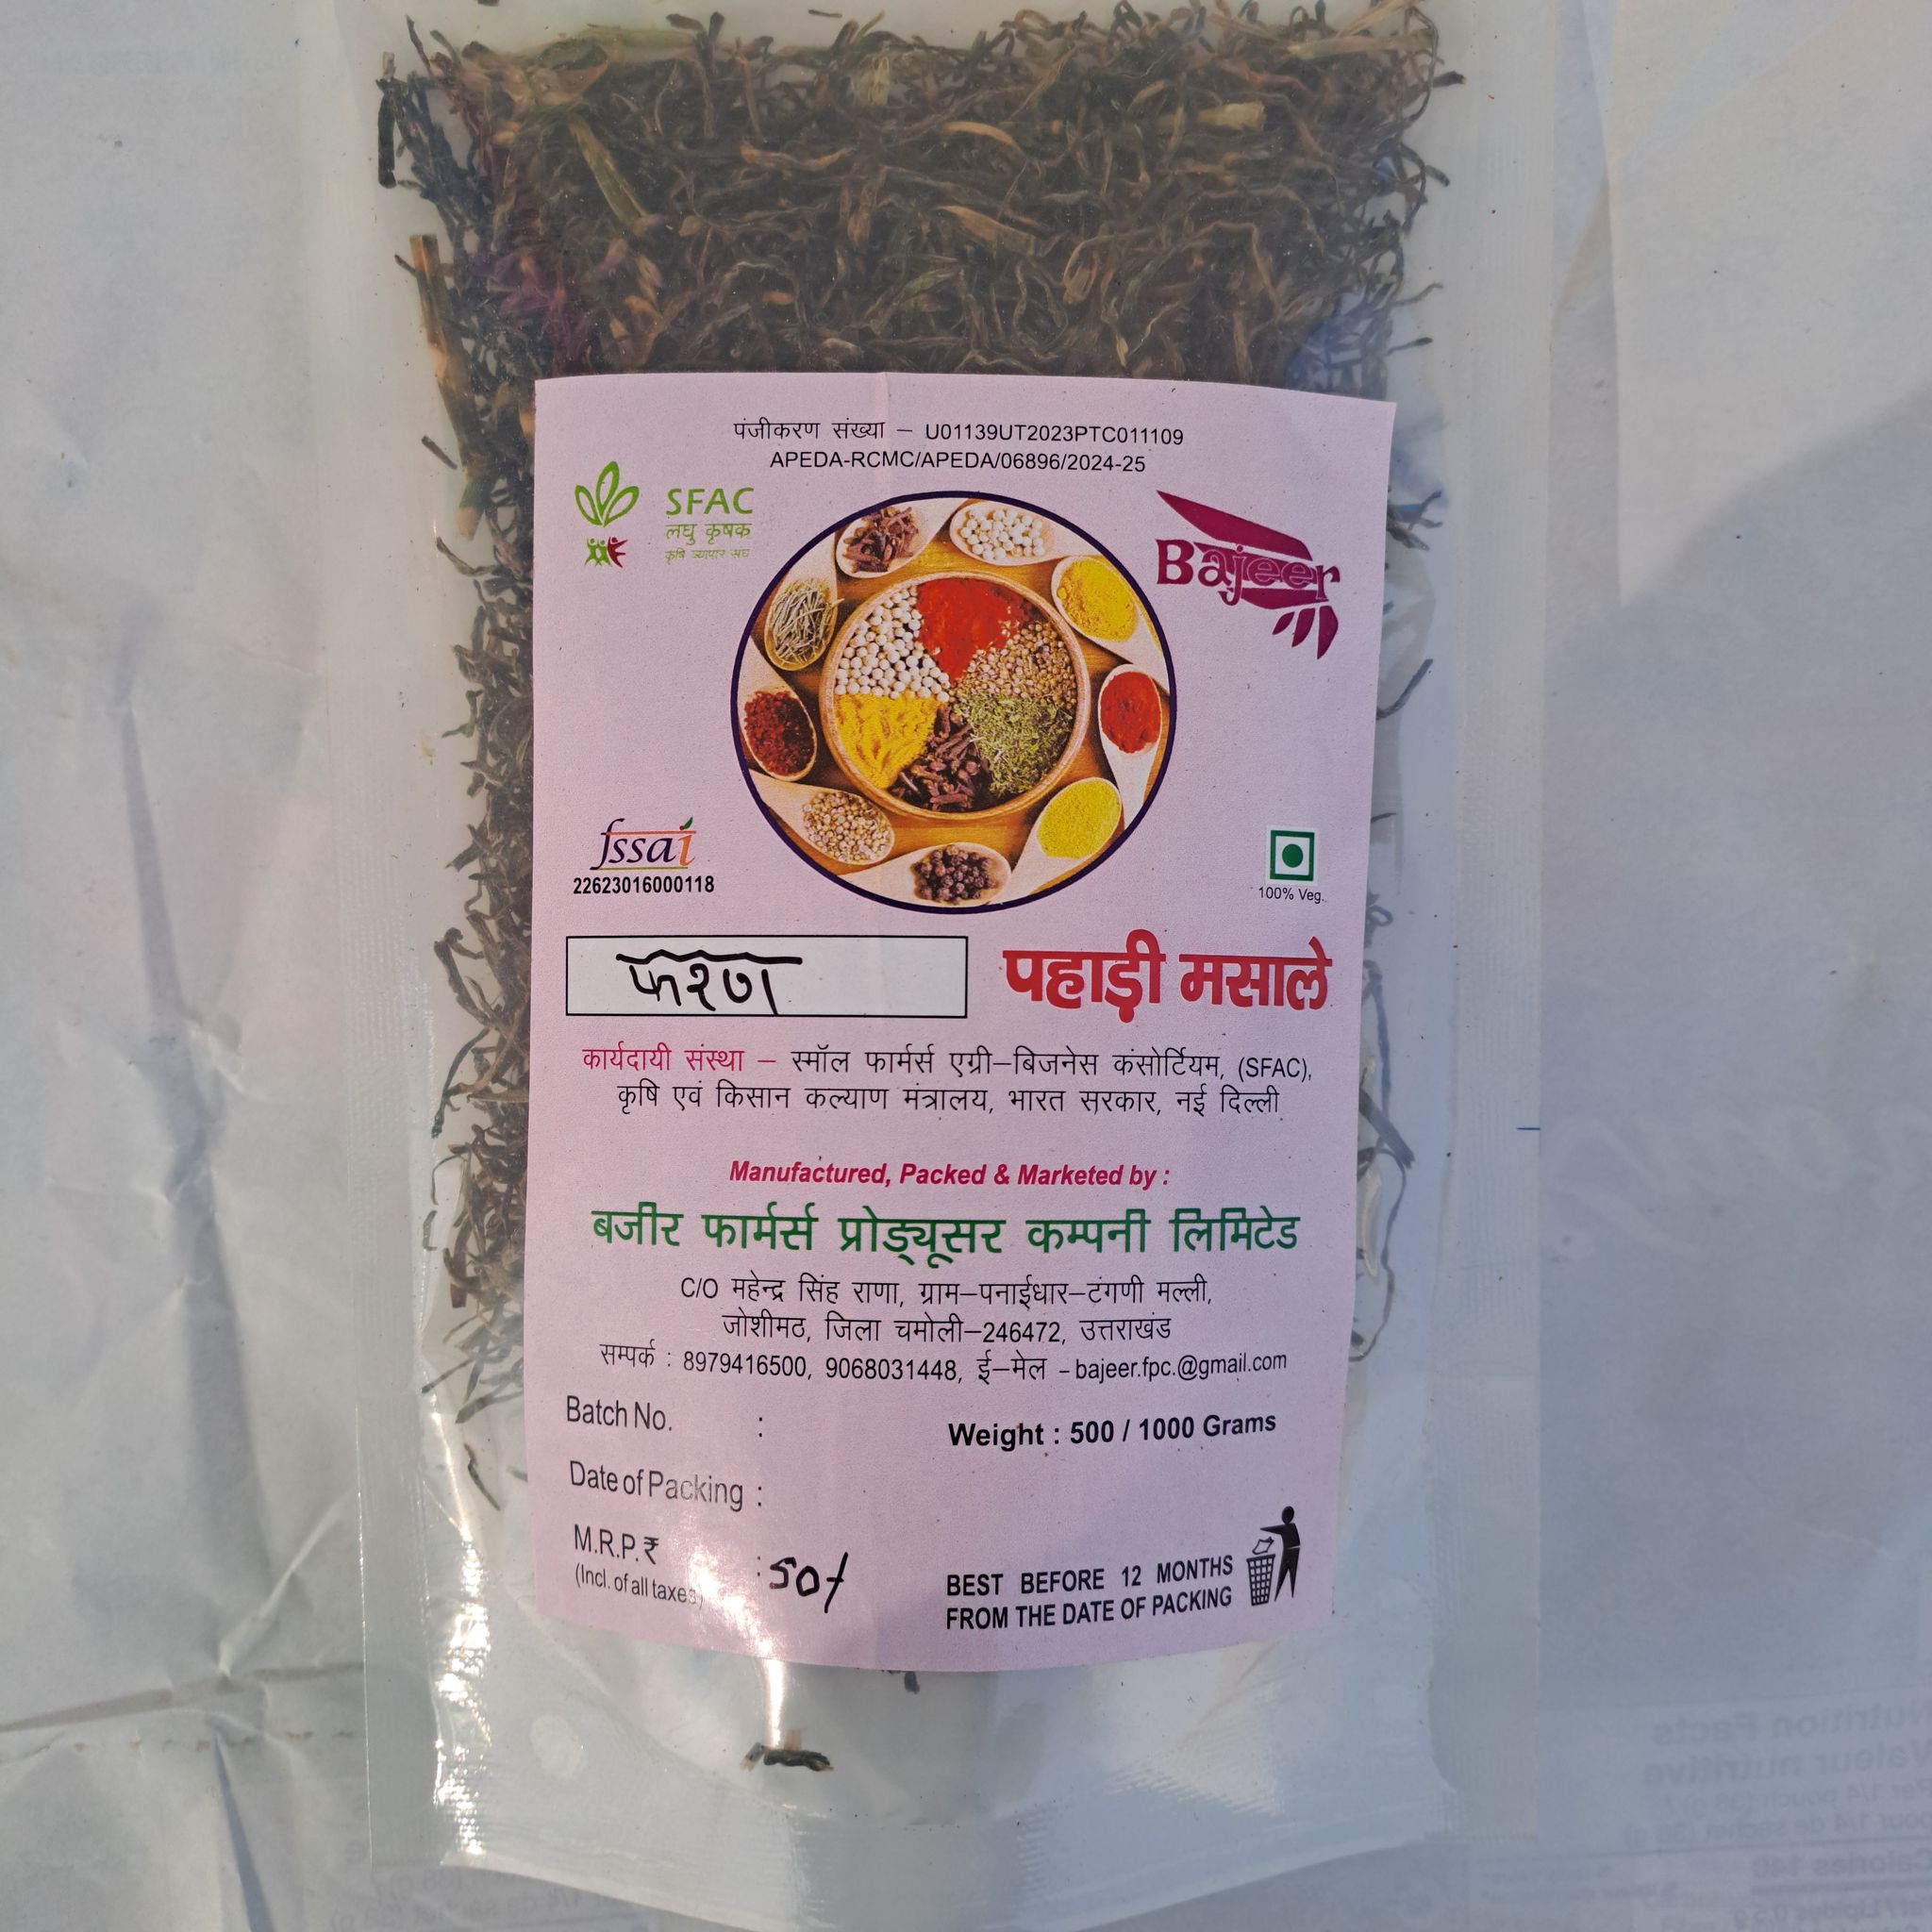 पंजीकरण संख्या – U01139UT2023PTC011109
APEDA-RCMC/APEDA/06896/2024-25
SFAC
लघु कृषक
कृषि व्यापार संघ
Bajeer
fssai
22623016000118
100% Veg.
फरण
पहाड़ी मसाले
कार्यदायी संस्था – स्मॉल फार्मर्स एग्री–बिजनेस कंसोर्टियम, (SFAC),
कृषि एवं किसान कल्याण मंत्रालय, भारत सरकार, नई दिल्ली
Manufactured, Packed & Marketed by :
बजीर फार्मर्स प्रोड्यूसर कम्पनी लिमिटेड
C/O महेन्द्र सिंह राणा, ग्राम–पनाईधार–टंगणी मल्ली,
जोशीमठ, जिला चमोली–246472, उत्तराखंड
सम्पर्क : 8979416500, 9068031448, ई–मेल – bajeer.fpc.@gmail.com
Batch No. :
Weight : 500 / 1000 Grams
Date of Packing :
M.R.P. ₹ : 50/
(Incl. of all taxes)
BEST BEFORE 12 MONTHS
FROM THE DATE OF PACKING
Nutrition Facts
Valeur nutritive